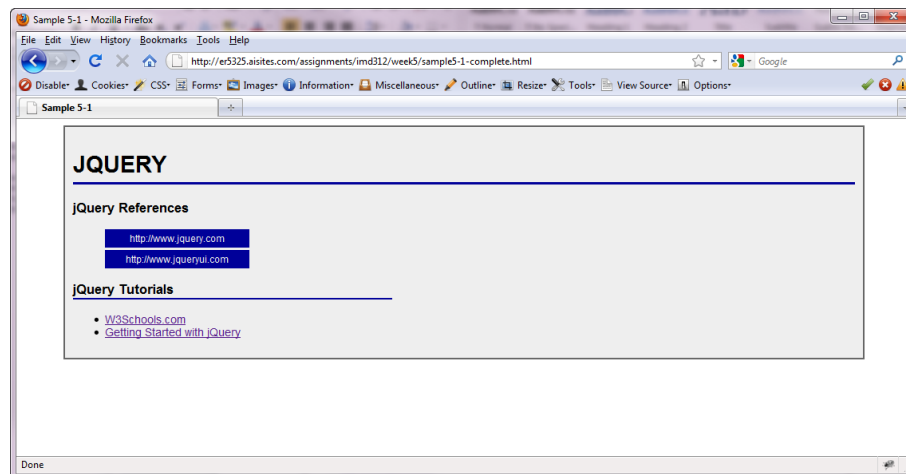 Sample 5-1 - Mozilla Firefox
File Edit View History Bookmarks Tools Help
http://er5325.aisites.com/assignments/imd312/week5/sample5-1-complete.html
Google
Disable Cookies CSS Forms Images Information Miscellaneous Outline Resize Tools View Source Options
Sample 5-1
JQUERY
jQuery References
http://www.jquery.com
http://www.jqueryui.com
jQuery Tutorials
W3Schools.com
Getting Started with jQuery
Done